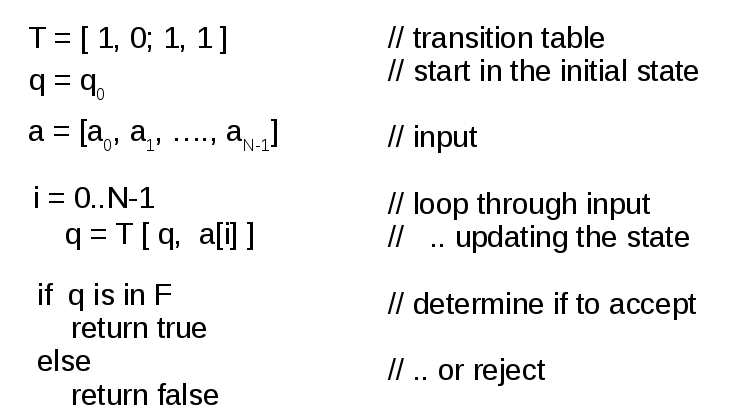 T = [ 1, 0; 1, 1 ] // transition table
q = q0 // start in the initial state
a = [a0, a1, …., aN-1] // input
i = 0..N-1 // loop through input
q = T [ q, a[i] ] // .. updating the state
if q is in F // determine if to accept
return true
else // .. or reject
return false